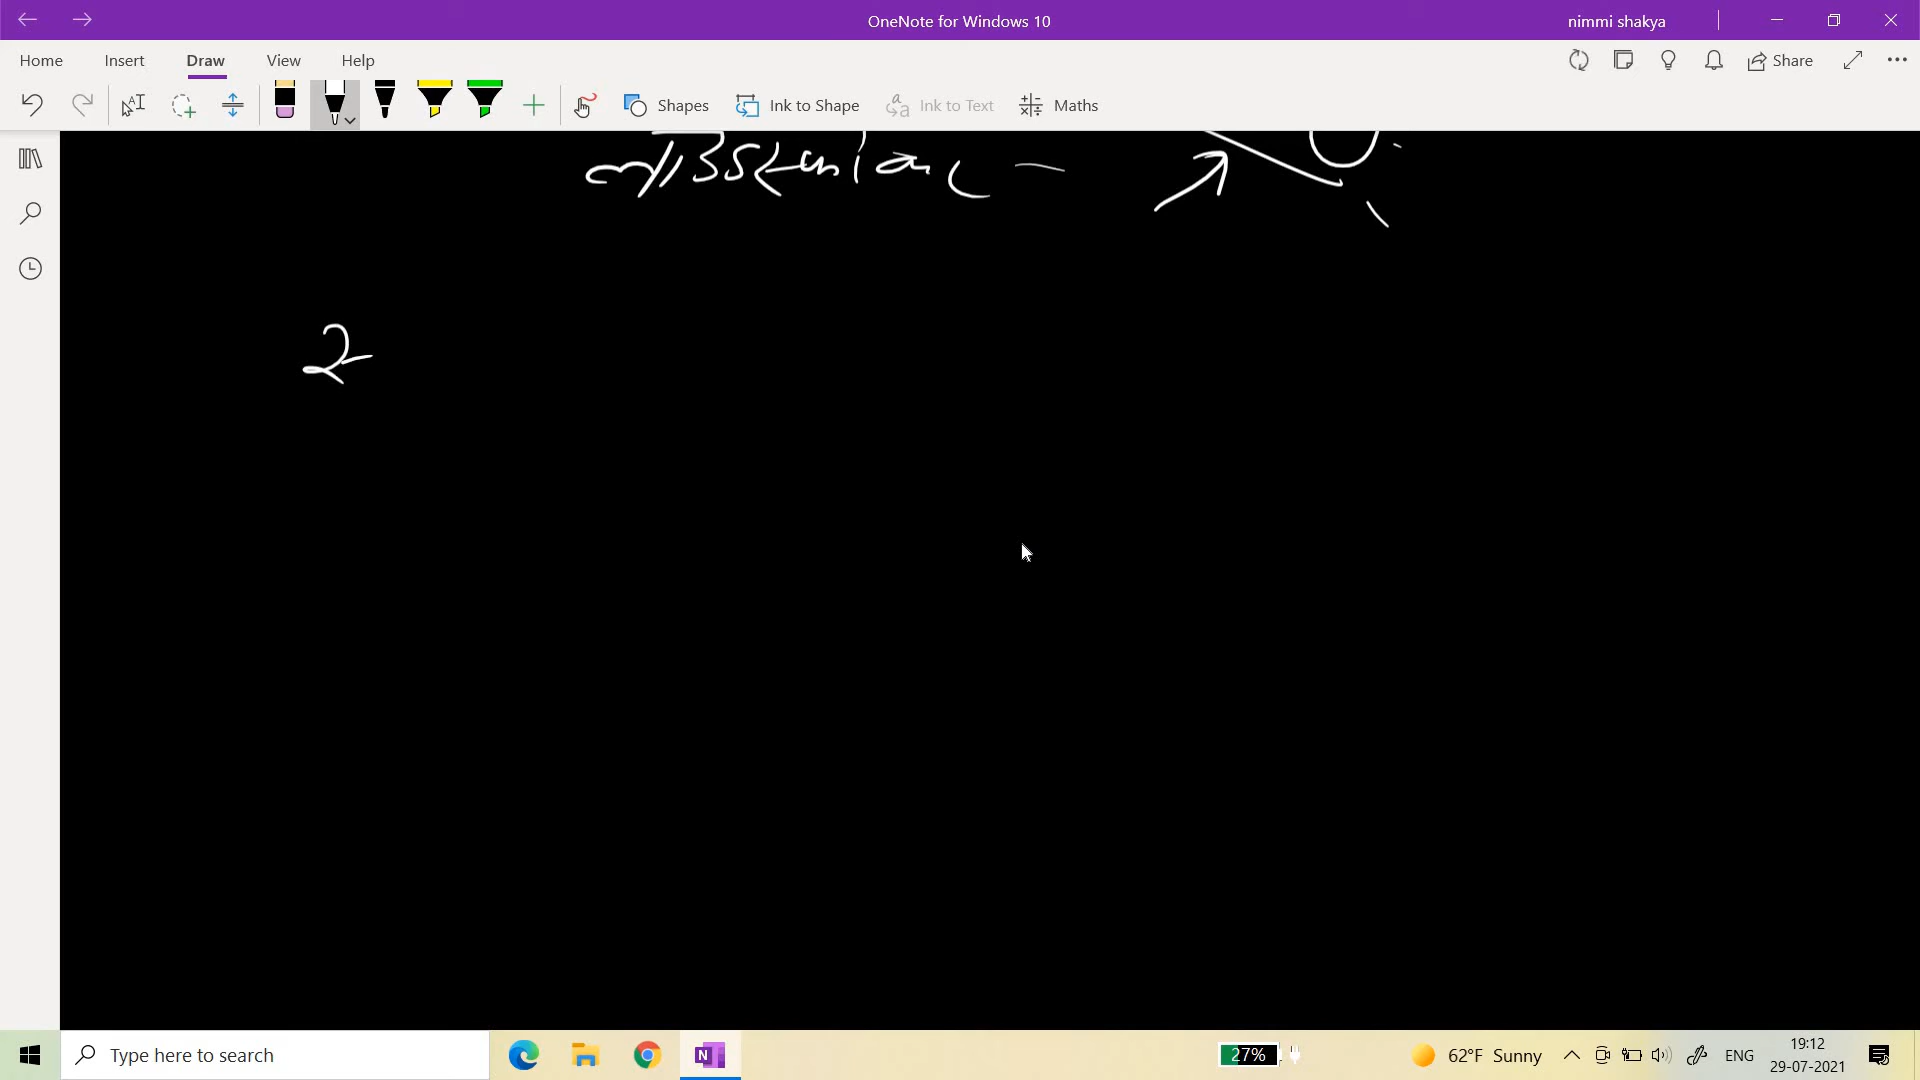 OneNote for Windows 10
nimmi shakya
Home Insert Draw View Help
Share
Shapes
Ink to Shape
Ink to Text
Maths
2
Type here to search
N
27%
62°F Sunny
ENG
19:12
29-07-2021